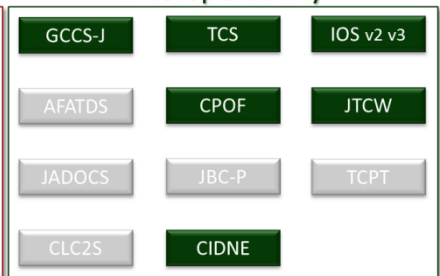 GCCS-J TCS IOS v2 v3
AFATDS CPOF JTCW
JADOCS JBC-P TCPT
CLC2S CIDNE